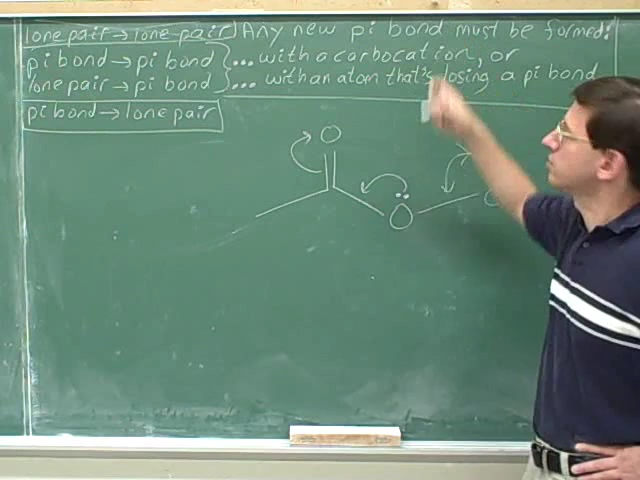 lone pair → lone pair Any new pi bond must be formed:
pi bond → pi bond } ... with a carbocation, or
lone pair → pi bond } ... with an atom that's losing a pi bond
pi bond → lone pair
O
O